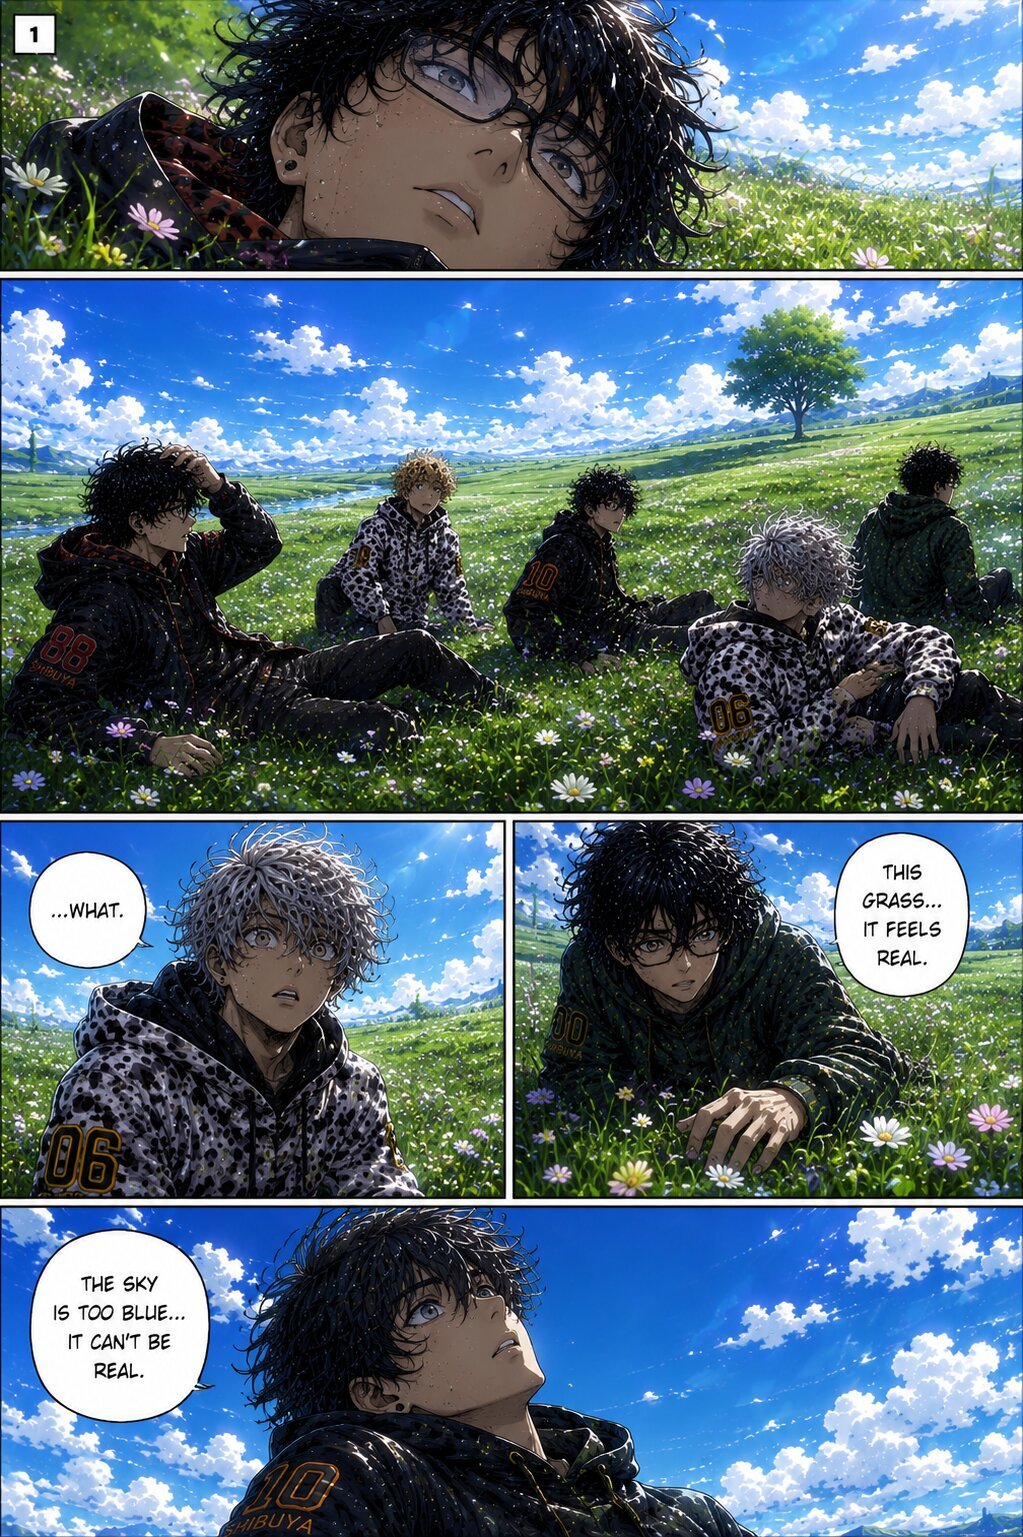 1
88
SHIBUYA
10
06
...WHAT.
06
THIS
GRASS...
IT FEELS
REAL.
00
SHIBUYA
THE SKY
IS TOO BLUE...
IT CAN'T BE
REAL.
10
SHIBUYA